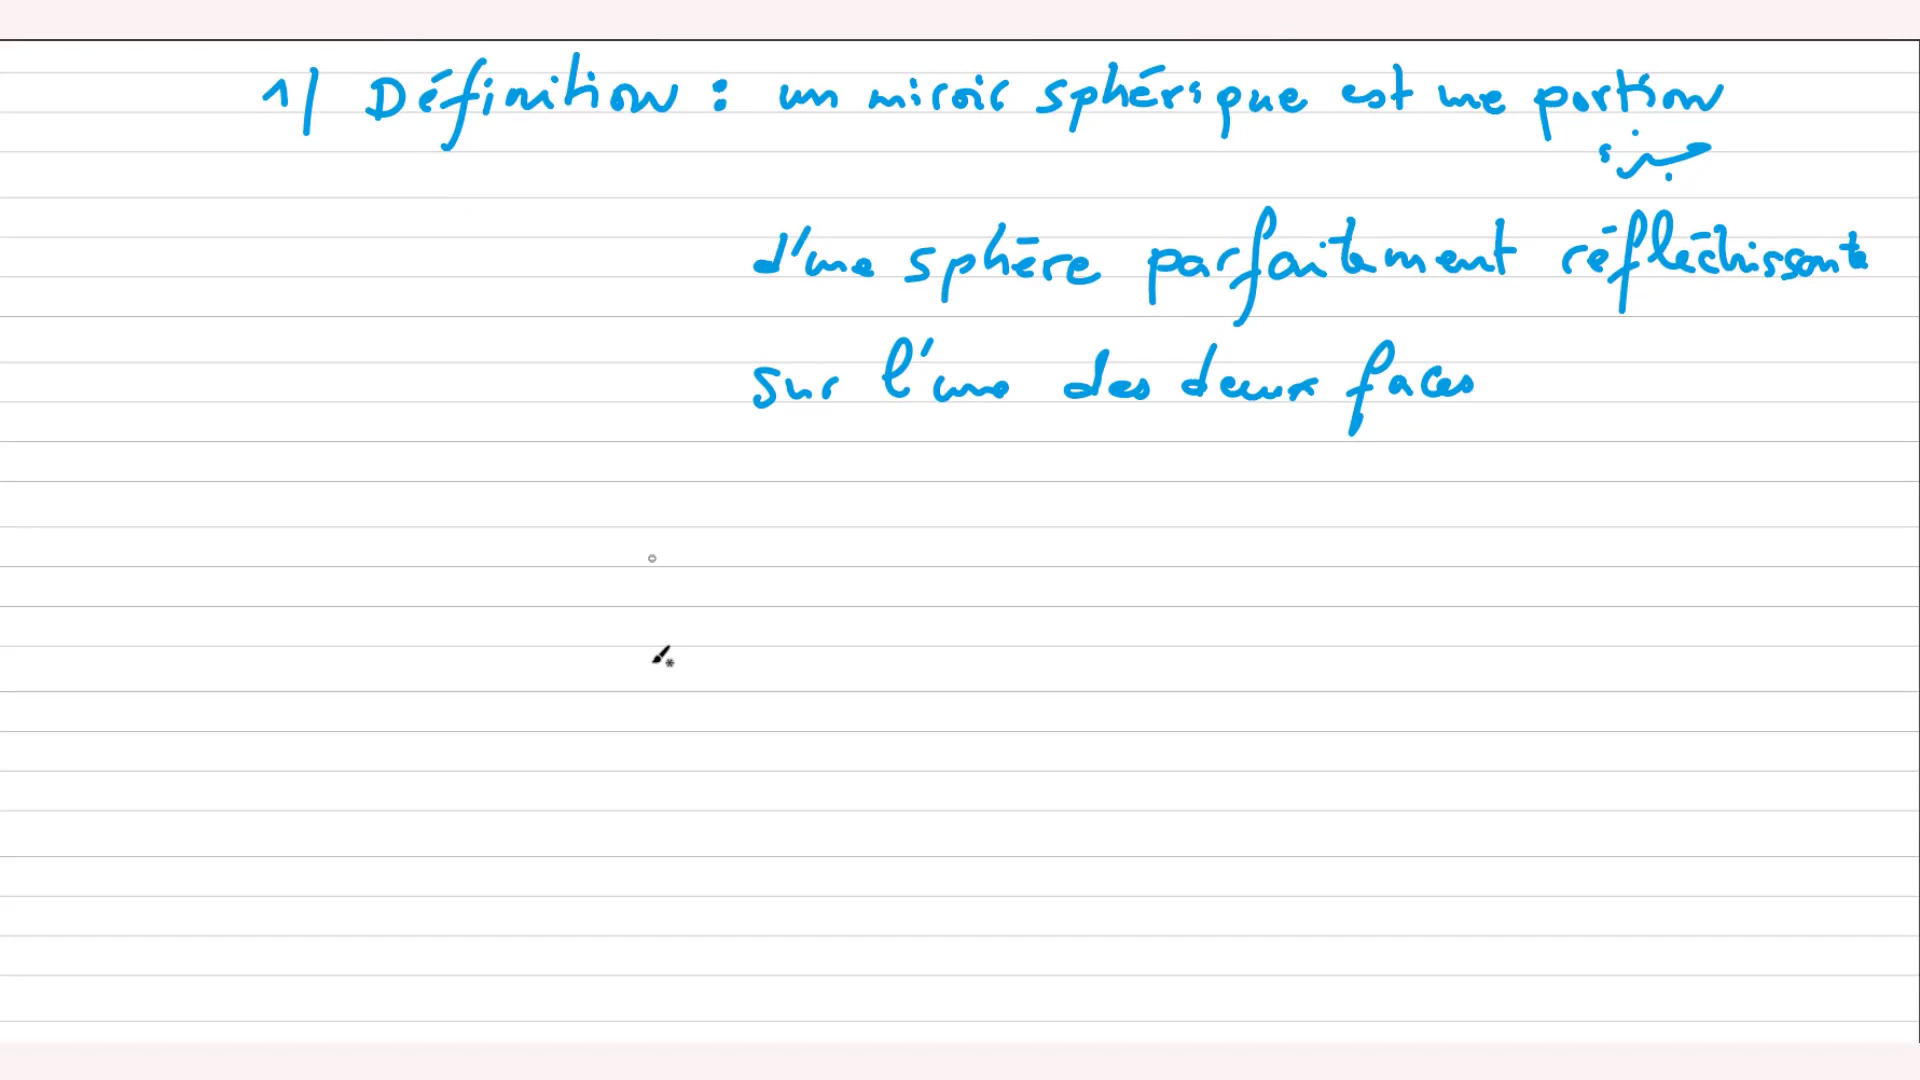 1/ Définition : un miroir sphérique est une portion
جزء
d'une sphère parfaitement réfléchissante
sur l'une des deux faces